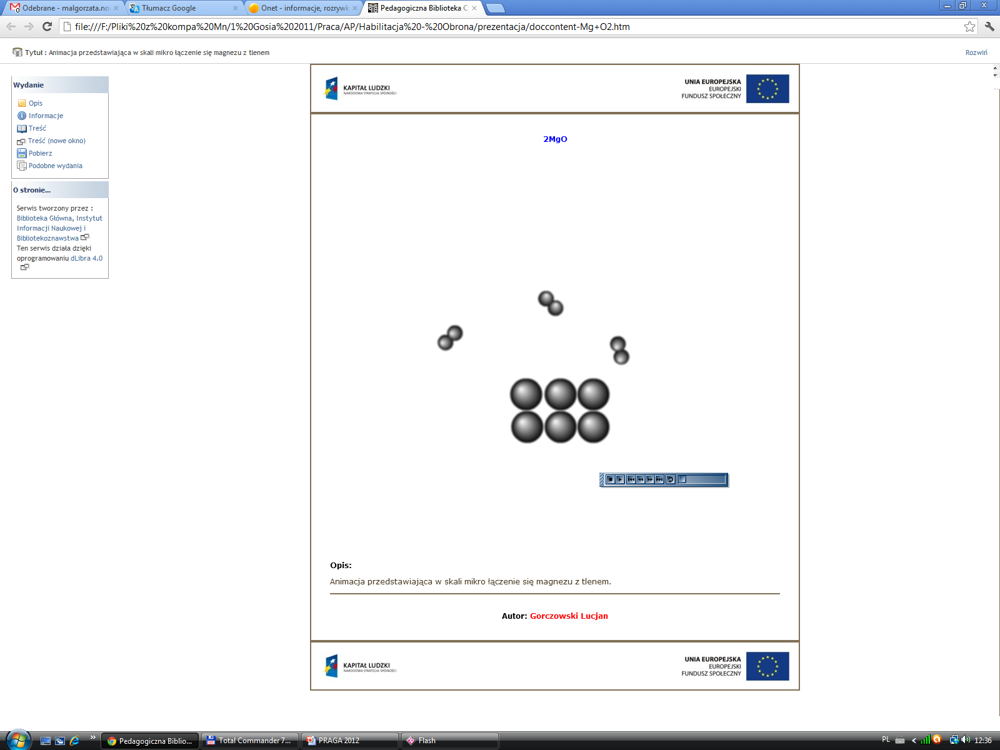 Odebrane - malgorzata.no
Tłumacz Google
Onet - informacje, rozrywk
Pedagogiczna Biblioteka C
file:///F:/Pliki%20z%20kompa%20Mn/1%20Gosia%202011/Praca/AP/Habilitacja%20-%20Obrona/prezentacja/doccontent-Mg+O2.htm
Tytuł : Animacja przedstawiająca w skali mikro łączenie się magnezu z tlenem
Rozwiń
Wydanie
Opis
Informacje
Treść
Treść (nowe okno)
Pobierz
Podobne wydania
O stronie...
Serwis tworzony przez :
Biblioteka Główna, Instytut
Informacji Naukowej i
Bibliotekoznawstwa
Ten serwis działa dzięki
oprogramowaniu dLibra 4.0
KAPITAŁ LUDZKI
NARODOWA STRATEGIA SPÓJNOŚCI
UNIA EUROPEJSKA
EUROPEJSKI
FUNDUSZ SPOŁECZNY
2MgO
Opis:
Animacja przedstawiająca w skali mikro łączenie się magnezu z tlenem.
Autor: Gorczowski Lucjan
KAPITAŁ LUDZKI
NARODOWA STRATEGIA SPÓJNOŚCI
UNIA EUROPEJSKA
EUROPEJSKI
FUNDUSZ SPOŁECZNY
Pedagogiczna Biblio...
Total Commander 7...
PRAGA 2012
Flash
PL
12:36